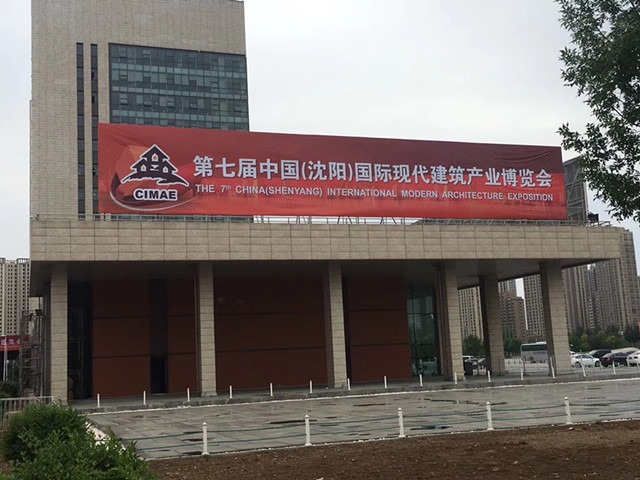 第七届中国(沈阳)国际现代建筑产业博览会
THE 7th CHINA(SHENYANG) INTERNATIONAL MODERN ARCHITECTURE EXPOSITION
CIMAE